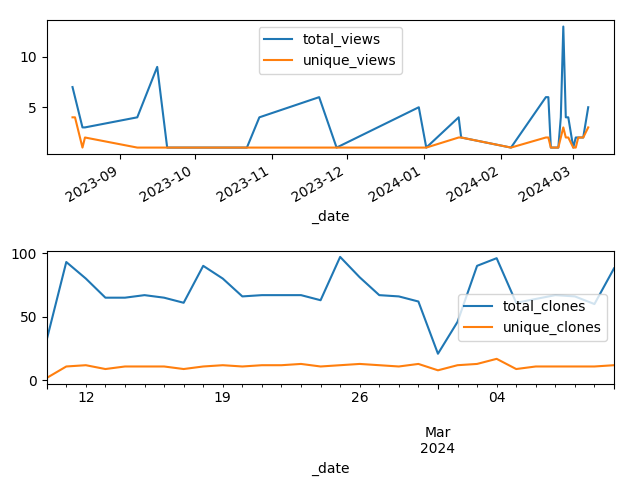 10
5
total_views
unique_views
2023-09
2023-10
2023-11
2023-12
2024-01
2024-02
2024-03
_date
100
50
0
total_clones
unique_clones
12
19
26
04
Mar
2024
_date